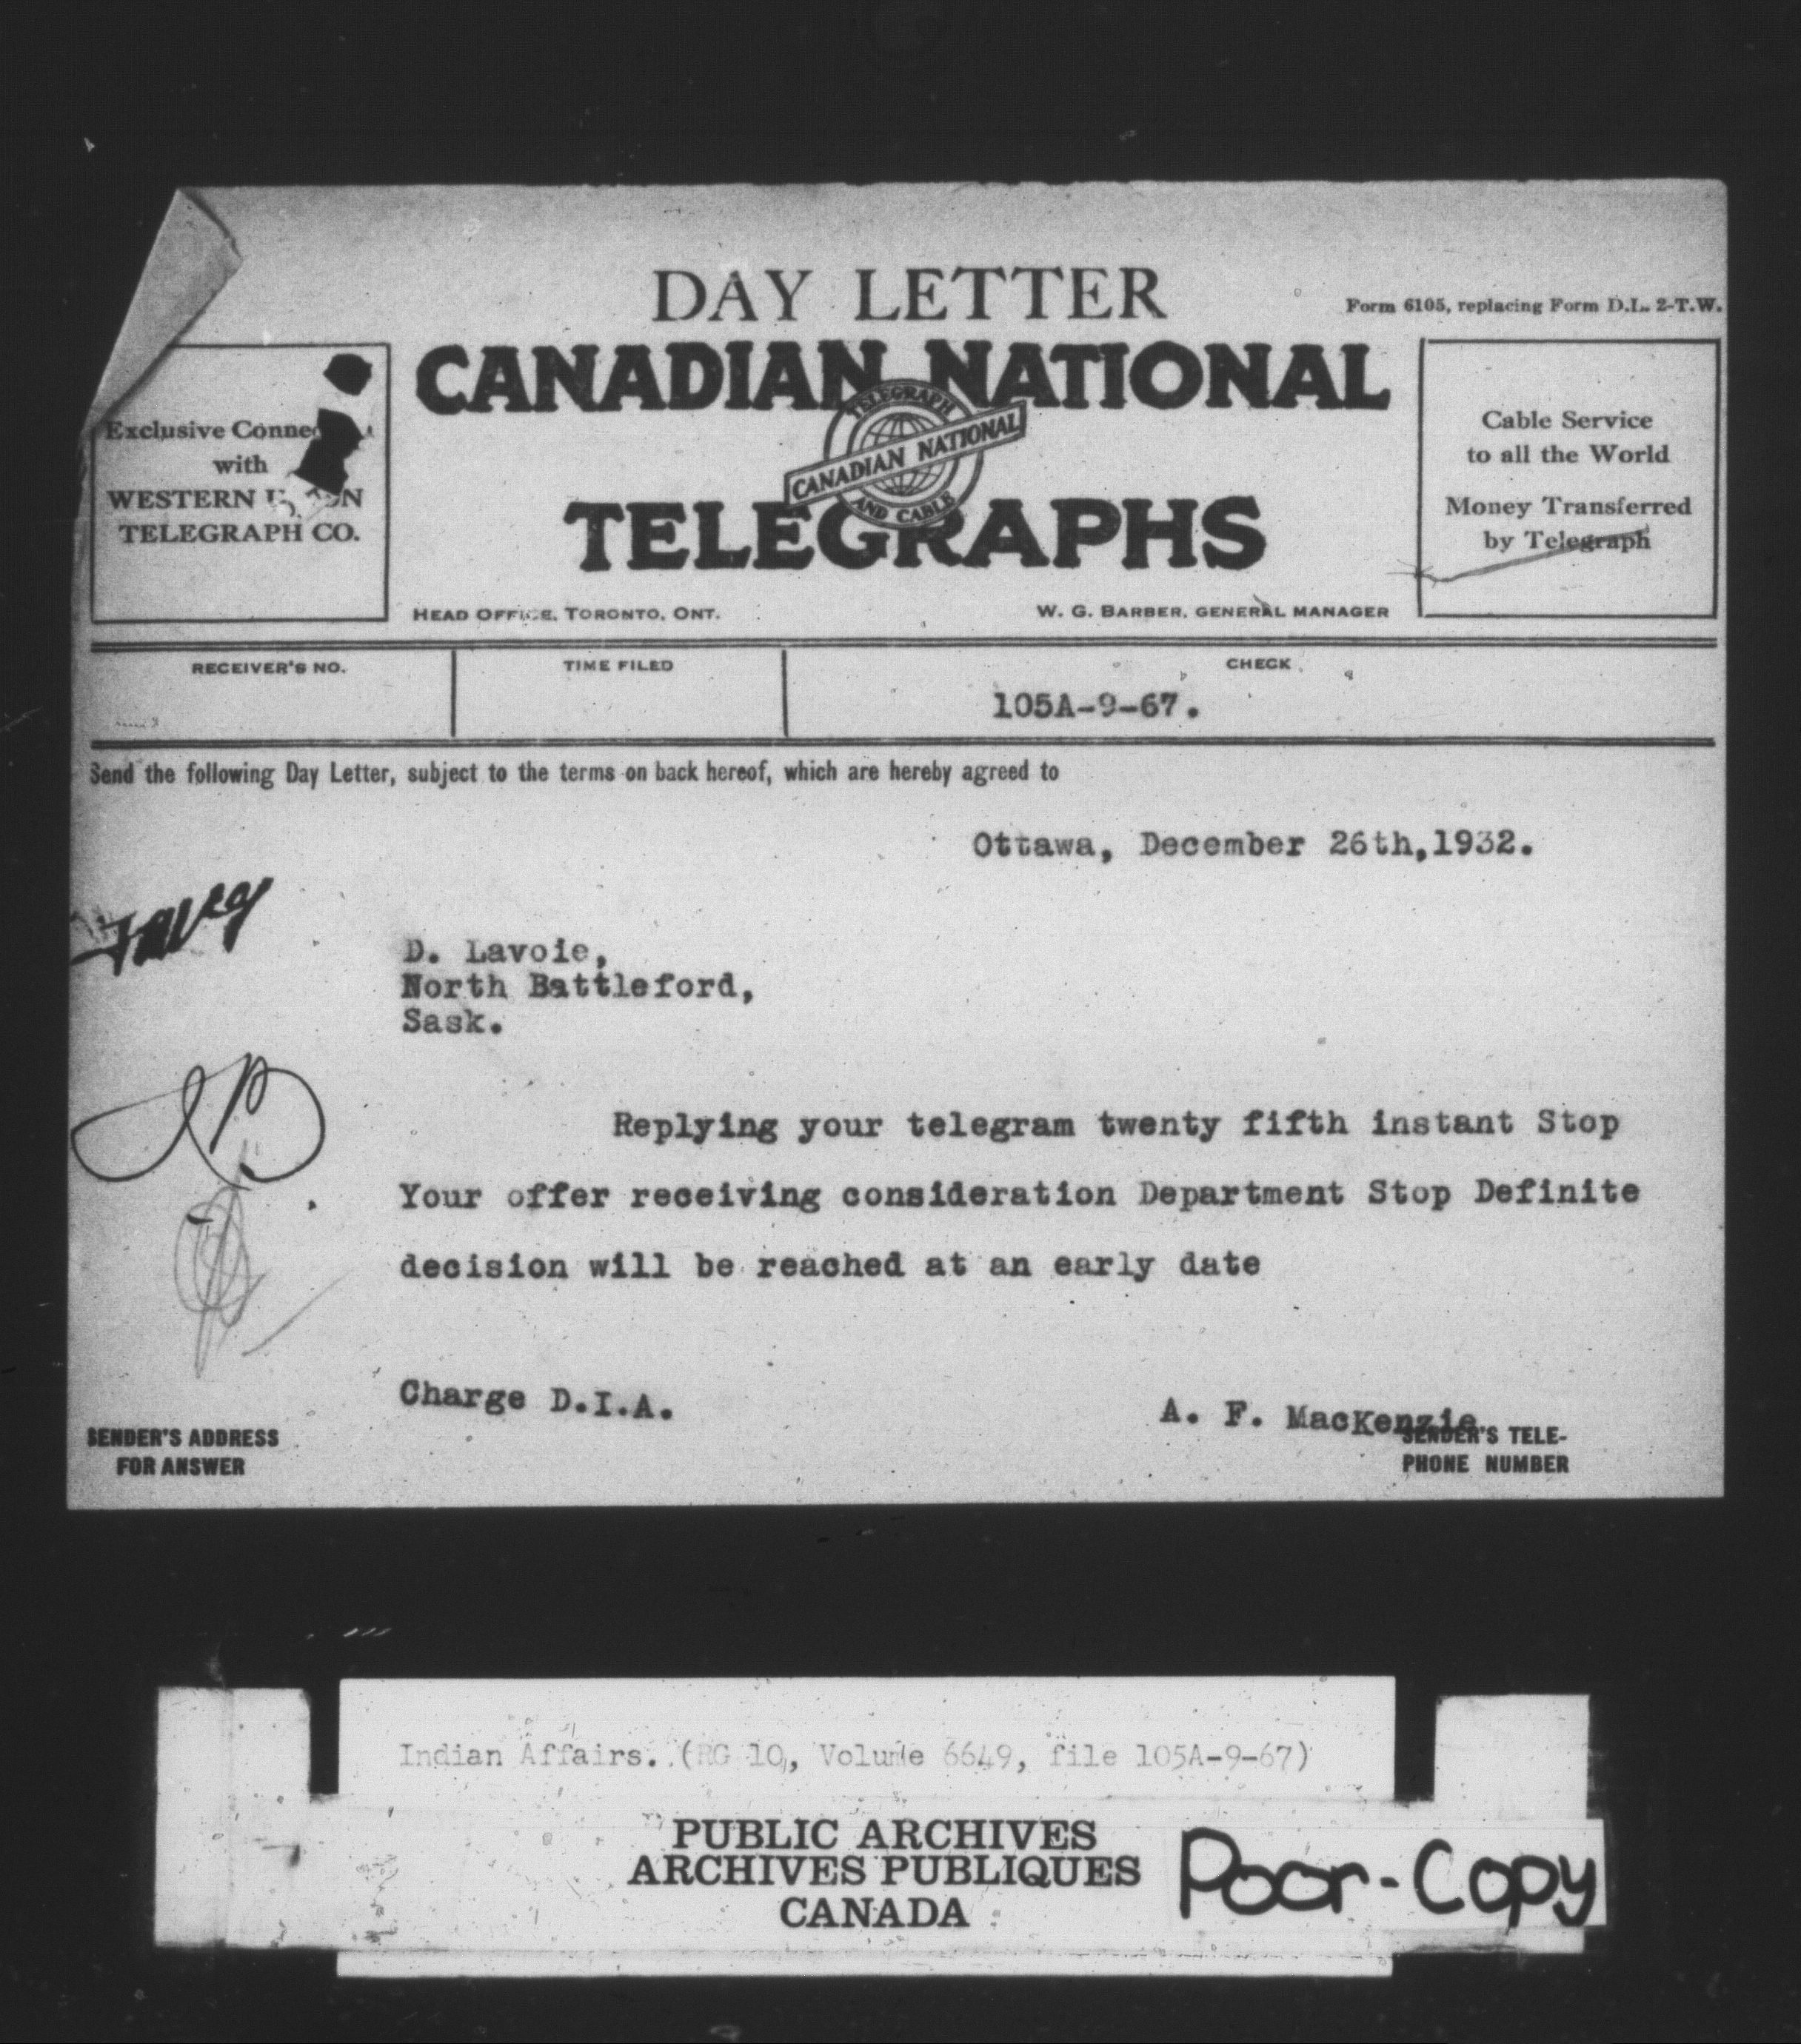 DAY LETTER
Form 6105, replacing Form D.L. 2-T.W.
CANADIAN NATIONAL
TELEGRAPH
CANADIAN NATIONAL
AND CABLE
TELEGRAPHS
Exclusive
with
WESTERN
TELEGRAPH CO.
Cable Service
to all the World
Money Transferred
by Telegraph
HEAD OFFICE, TORONTO, ONT.
W. G. BARBER, GENERAL MANAGER
RECEIVER'S NO.
TIME FILED
CHECK
105A-9-67.
Send the following Day Letter, subject to the terms on back hereof, which are hereby agreed to
Ottawa, December 26th, 1932.
D. Lavoie,
North Battleford,
Sask.
Replying your telegram twenty fifth instant Stop
Your offer receiving consideration Department Stop Definite
decision will be reached at an early date
Charge D.I.A.
A. F. MacKenzie
SENDER'S ADDRESS
FOR ANSWER
SENDER'S TELE-
PHONE NUMBER
Indian Affairs. (RG 10, Volume 6649, file 105A-9-67)
PUBLIC ARCHIVES
ARCHIVES PUBLIQUES
CANADA
Poor-Copy